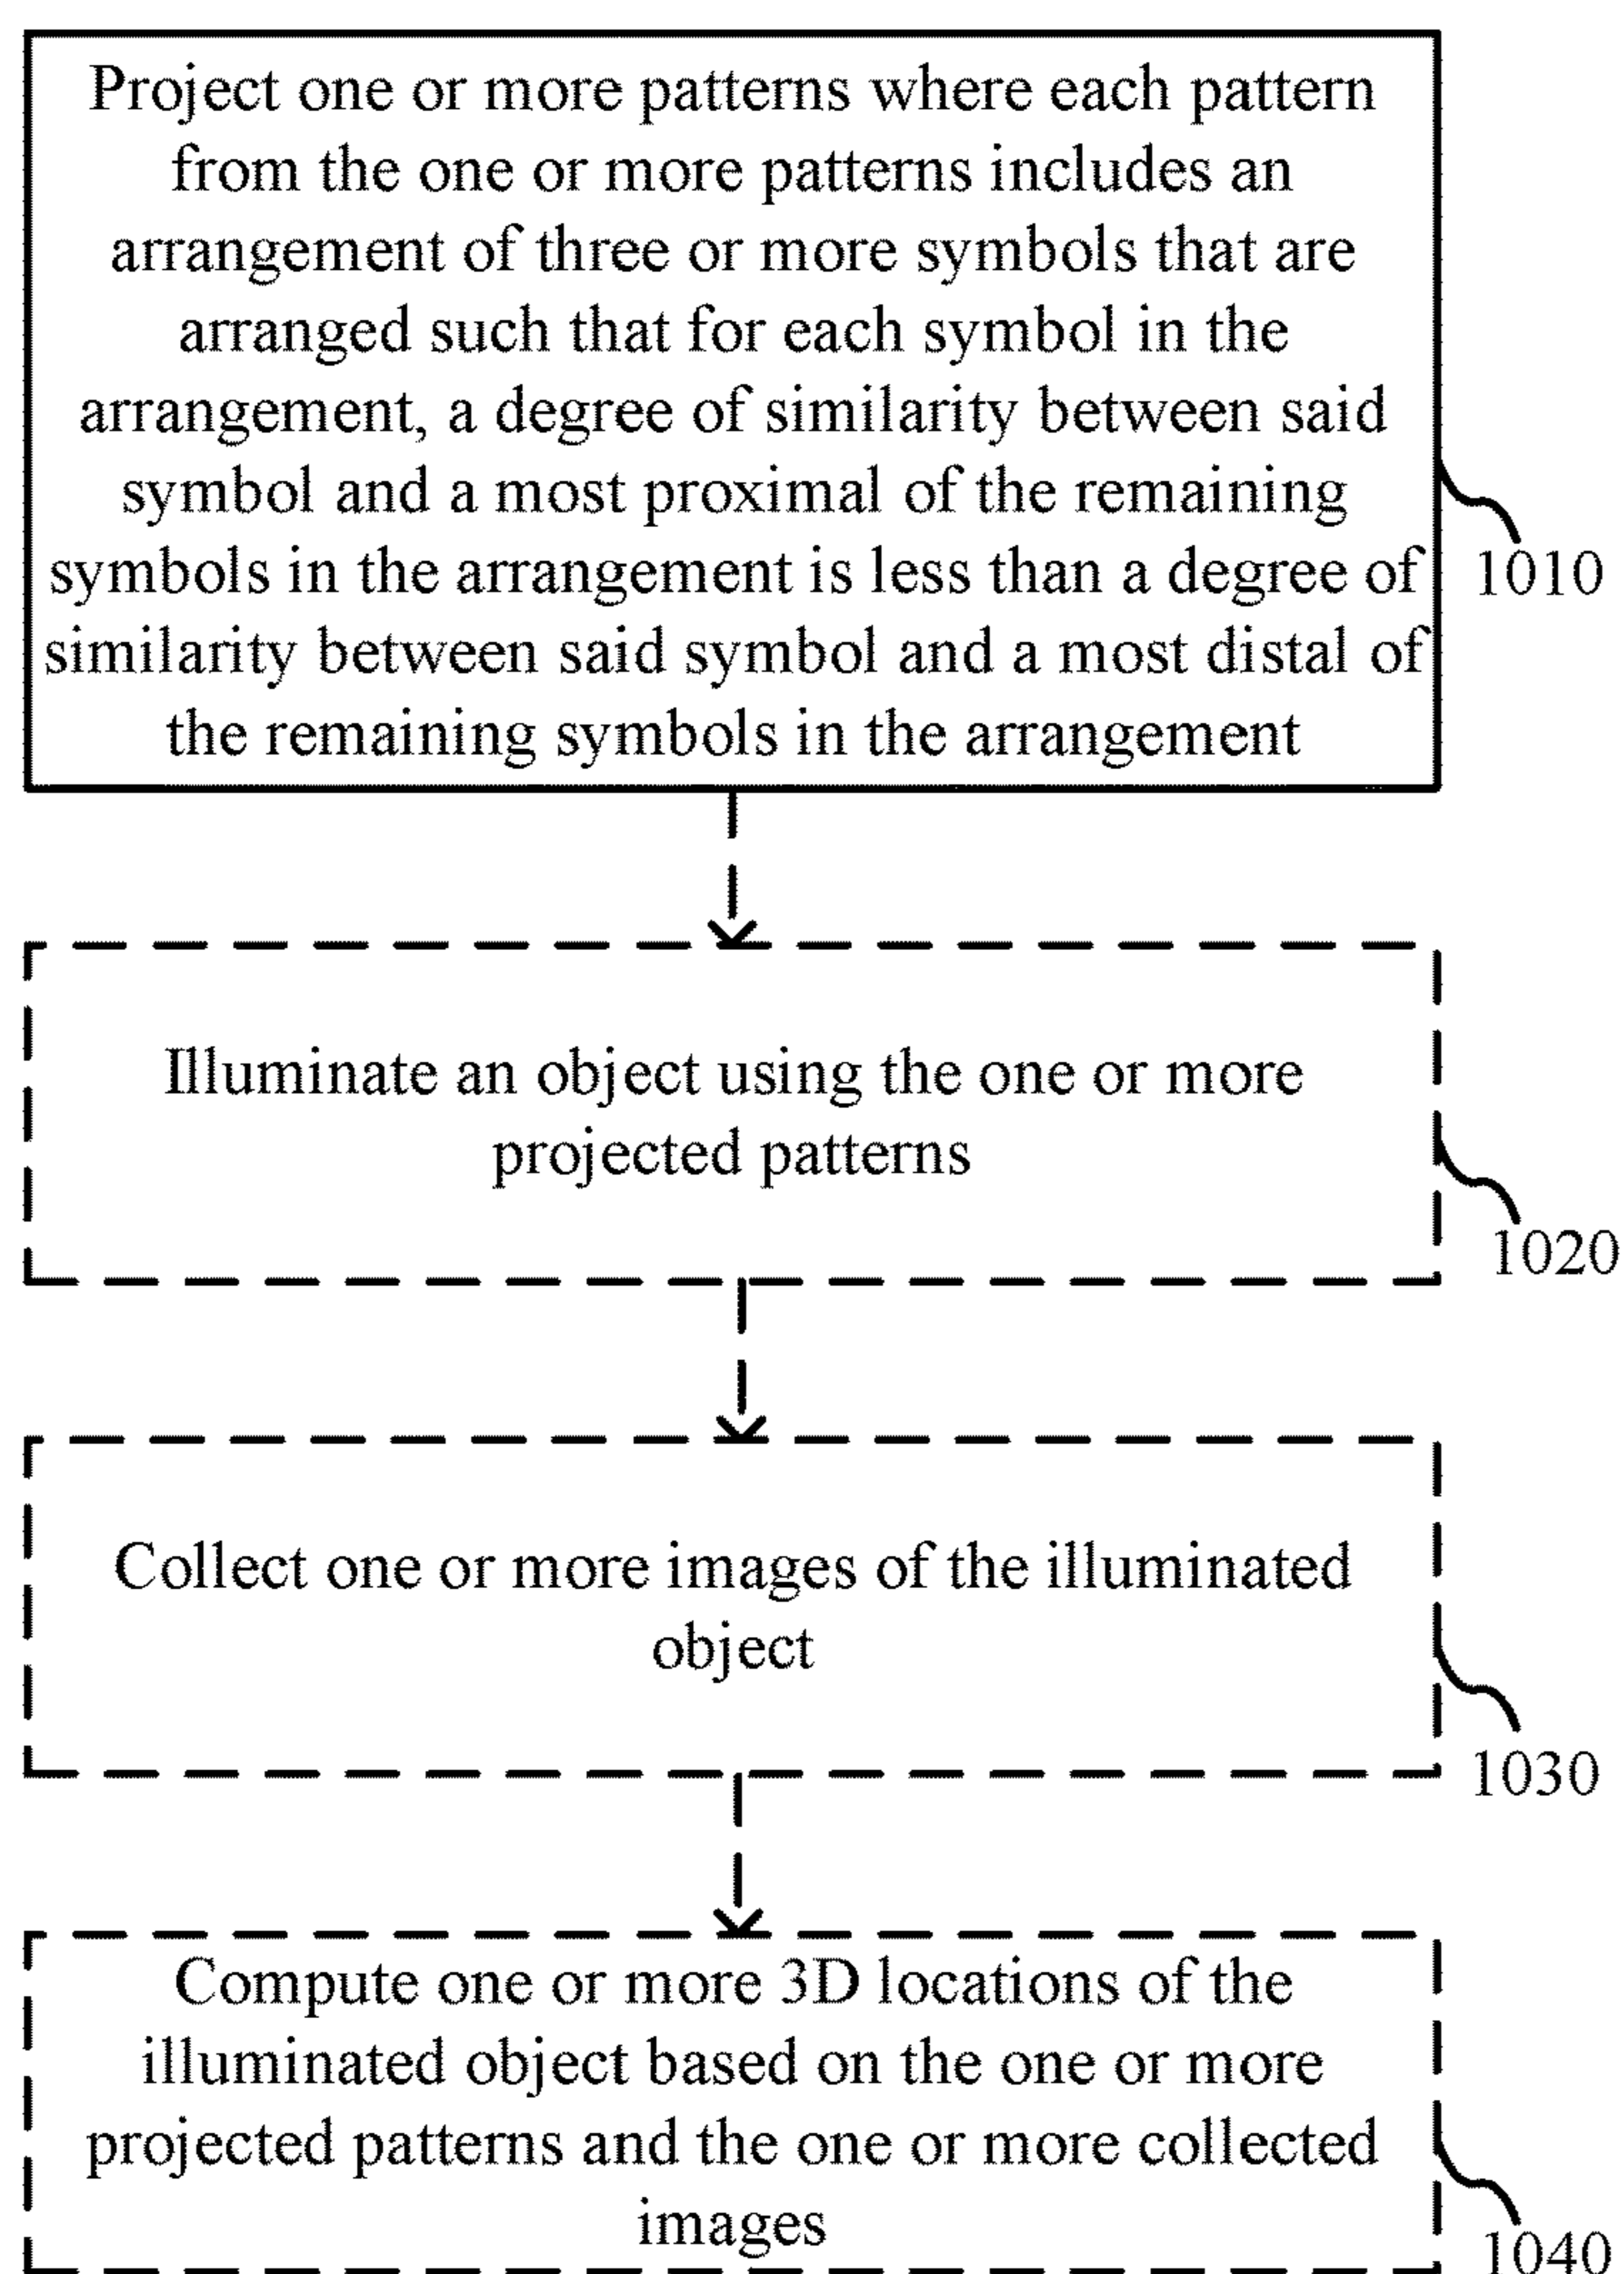 Project one or more patterns where each pattern
from the one or more patterns includes an
arrangement of three or more symbols that are
arranged such that for each symbol in the
arrangement, a degree of similarity between said
symbol and a most proximal of the remaining
symbols in the arrangement is less than a degree of
similarity between said symbol and a most distal of
the remaining symbols in the arrangement
1010
Illuminate an object using the one or more
projected patterns
1020
Collect one or more images of the illuminated
object
1030
Compute one or more 3D locations of the
illuminated object based on the one or more
projected patterns and the one or more collected
images
1040